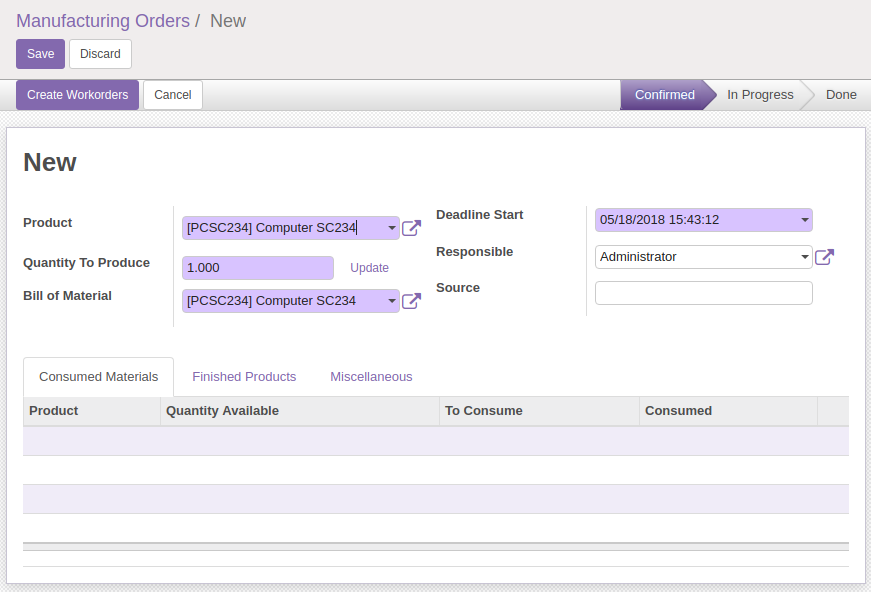 Manufacturing Orders / New
Save Discard
Create Workorders Cancel Confirmed In Progress Done
New
Product [PCSC234] Computer SC234
Quantity To Produce 1.000 Update
Bill of Material [PCSC234] Computer SC234
Deadline Start 05/18/2018 15:43:12
Responsible Administrator
Source
Consumed Materials Finished Products Miscellaneous
Product Quantity Available To Consume Consumed